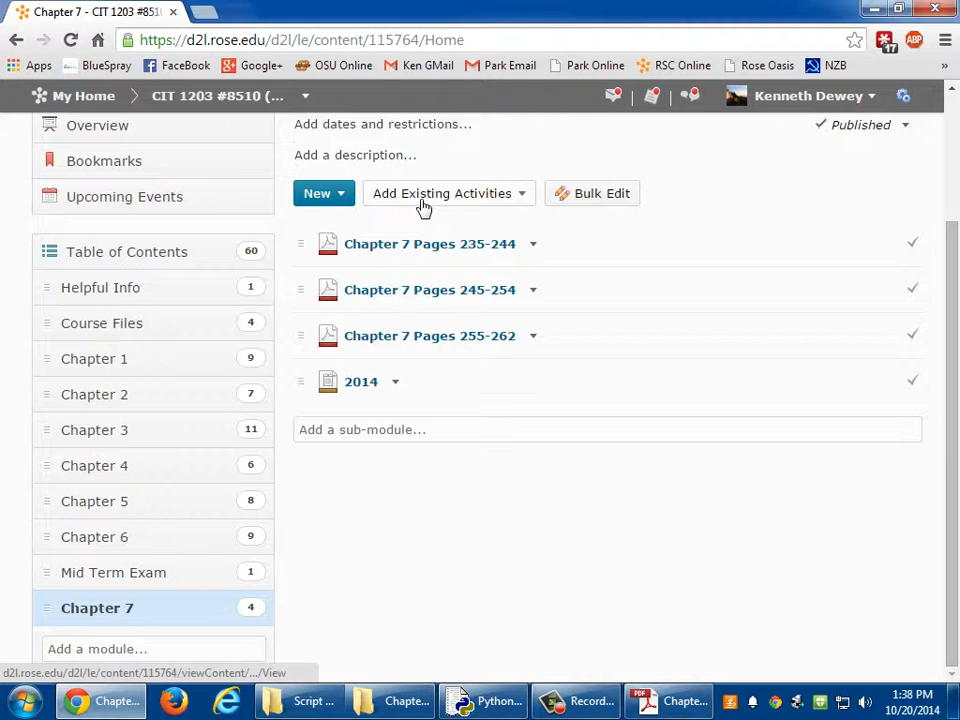 Chapter 7 - CIT 1203 #851(
https://d2l.rose.edu/d2l/le/content/115764/Home
17
ABP
Apps BlueSpray FaceBook Google+ OSU Online Ken GMail Park Email Park Online RSC Online Rose Oasis NZB »
My Home CIT 1203 #8510 (... Kenneth Dewey
Overview
Bookmarks
Upcoming Events
Table of Contents 60
Helpful Info 1
Course Files 4
Chapter 1 9
Chapter 2 7
Chapter 3 11
Chapter 4 6
Chapter 5 8
Chapter 6 9
Mid Term Exam 1
Chapter 7 4
Add a module...
Add dates and restrictions...
Published
Add a description...
New Add Existing Activities Bulk Edit
Chapter 7 Pages 235-244
Chapter 7 Pages 245-254
Chapter 7 Pages 255-262
2014
Add a sub-module...
d2l.rose.edu/d2l/le/content/115764/viewContent/.../View
Chapte... Script ... Chapte... Python... Record... Chapte...
PDF
1:38 PM
10/20/2014